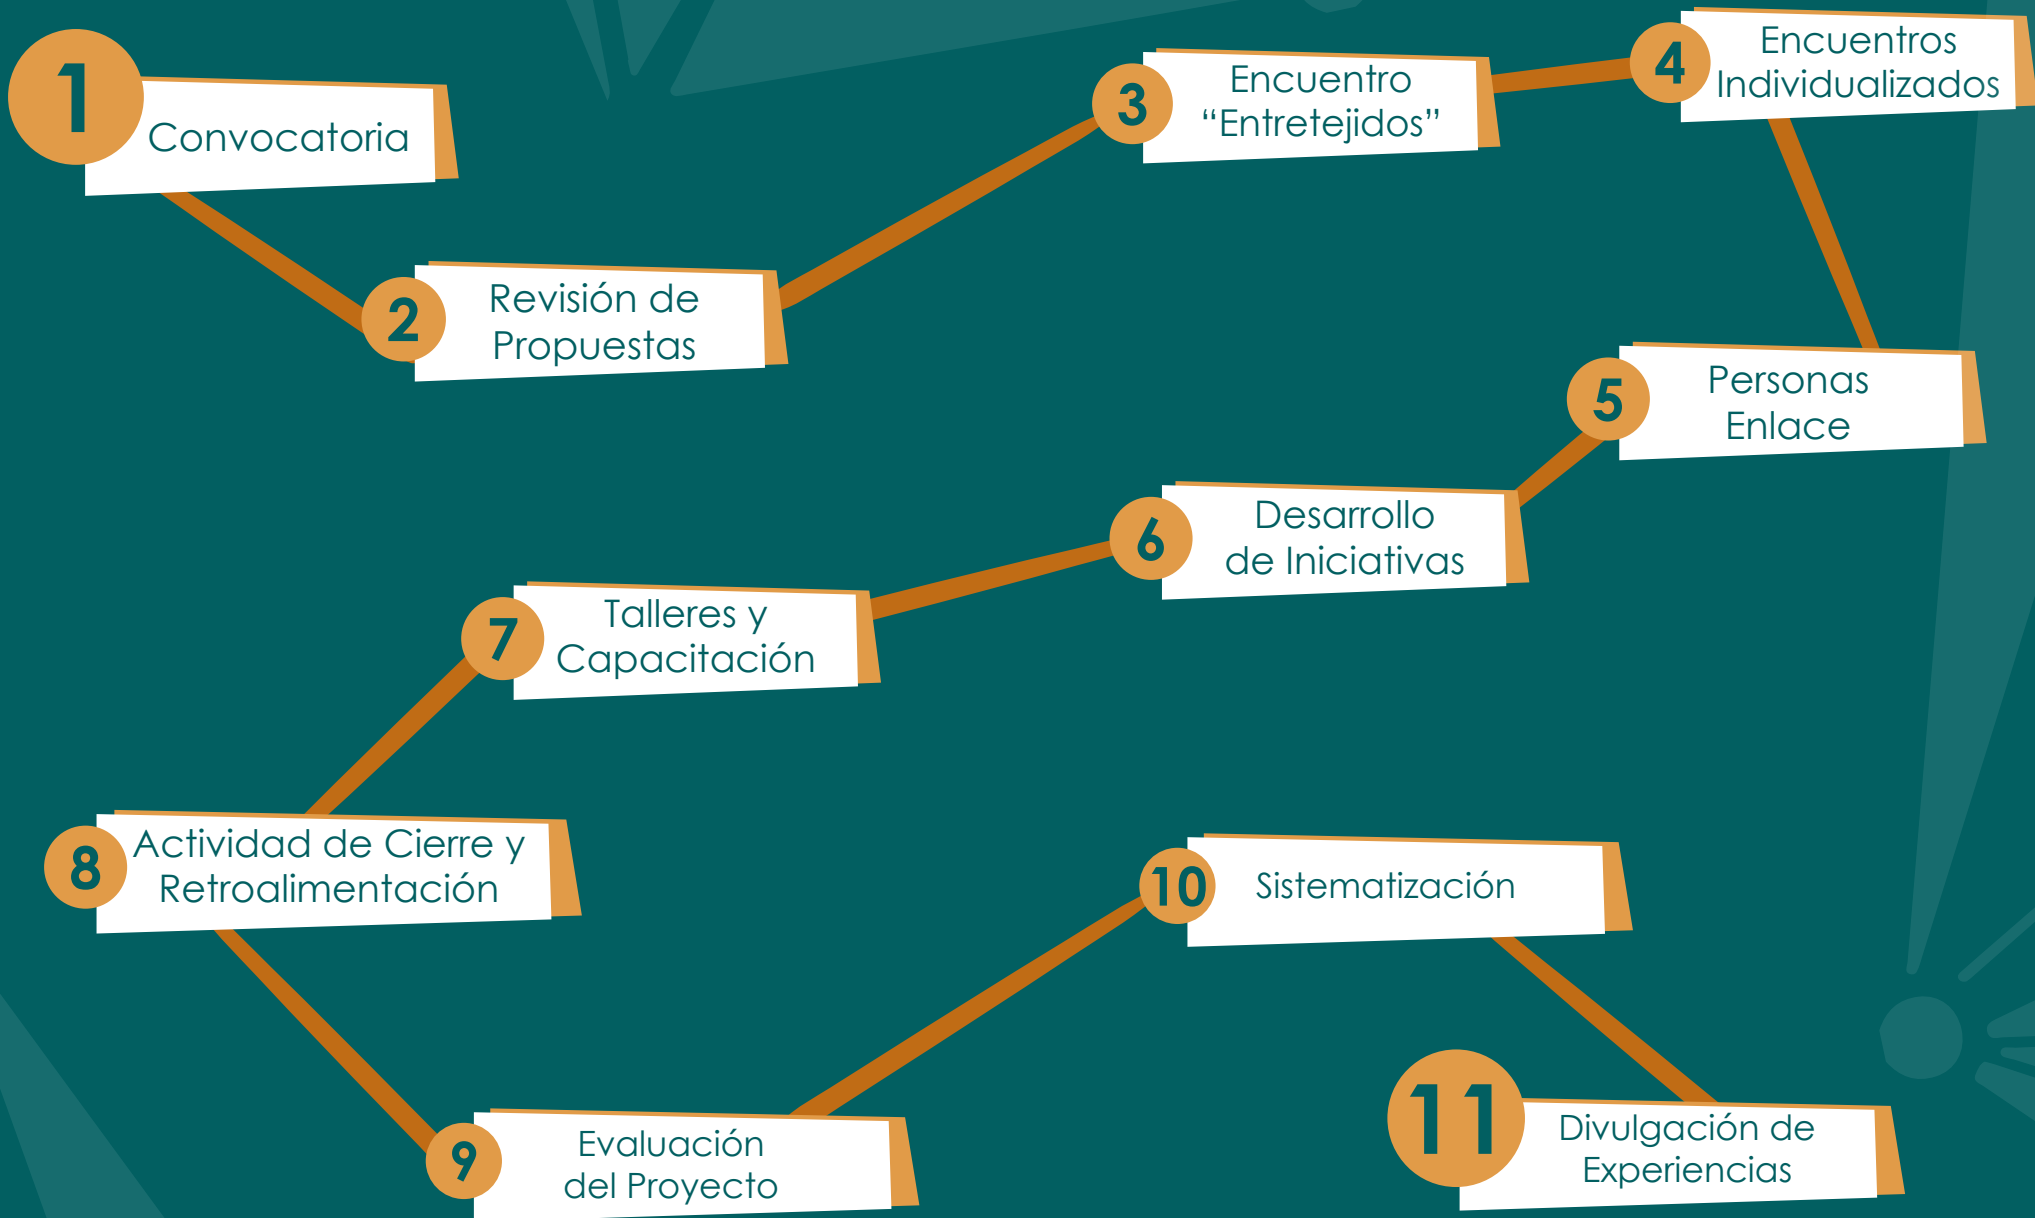 1
Convocatoria
2
Revisión de
Propuestas
3
Encuentro
“Entretejidos”
4
Encuentros
Individualizados
5
Personas
Enlace
6
Desarrollo
de Iniciativas
7
Talleres y
Capacitación
8
Actividad de Cierre y
Retroalimentación
9
Evaluación
del Proyecto
10
Sistematización
11
Divulgación de
Experiencias